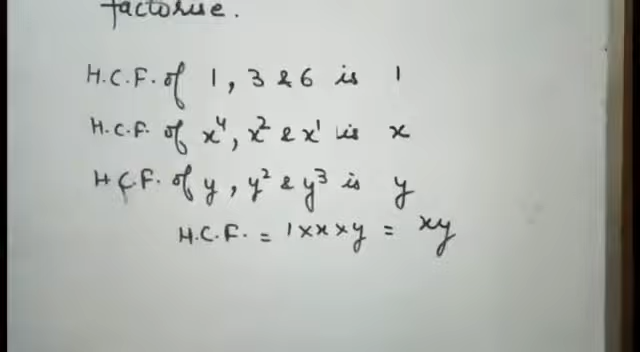 factorise.
H.C.F. of 1, 3 & 6 is 1
H.C.F. of x⁴, x² & x¹ is x
H.C.F. of y, y² & y³ is y
H.C.F. = 1×x×y = xy